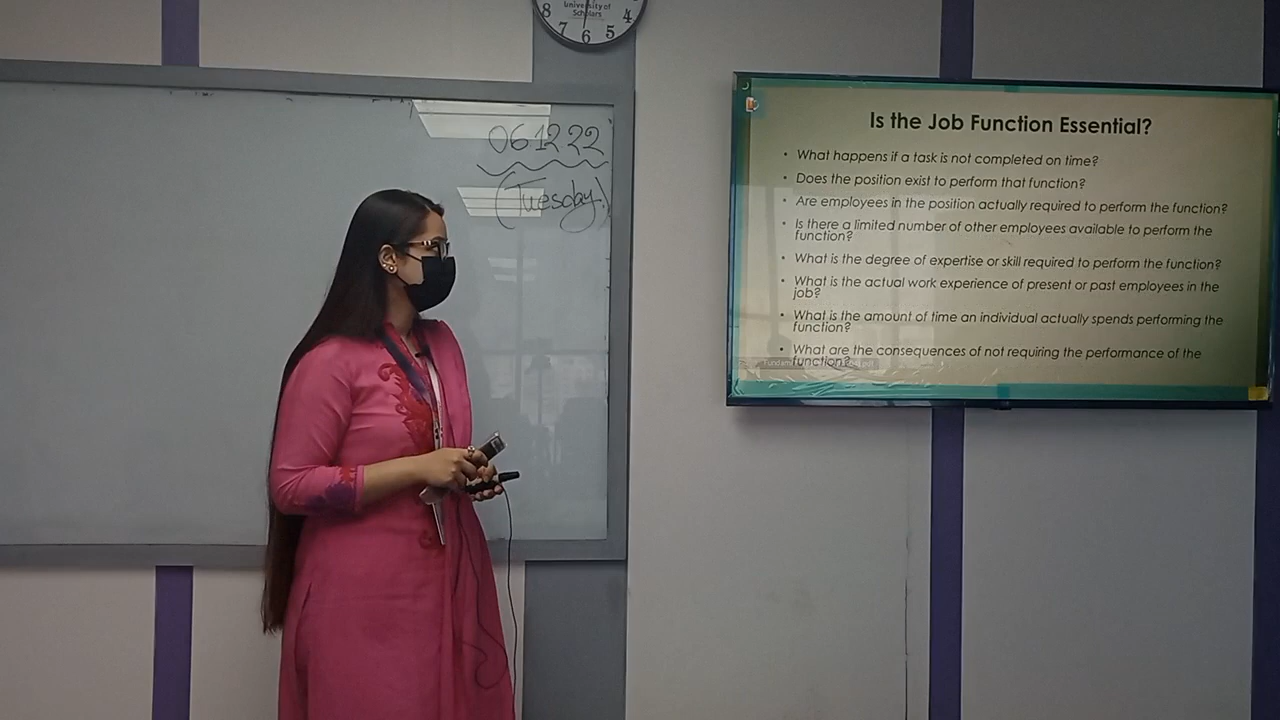 8
7
6
5
4
University of
Scholars
06 12 22
(Tuesday)
Is the Job Function Essential?
• What happens if a task is not completed on time?
• Does the position exist to perform that function?
• Are employees in the position actually required to perform the function?
• Is there a limited number of other employees available to perform the
function?
• What is the degree of expertise or skill required to perform the function?
• What is the actual work experience of present or past employees in the
job?
• What is the amount of time an individual actually spends performing the
function?
• What are the consequences of not requiring the performance of the
function?